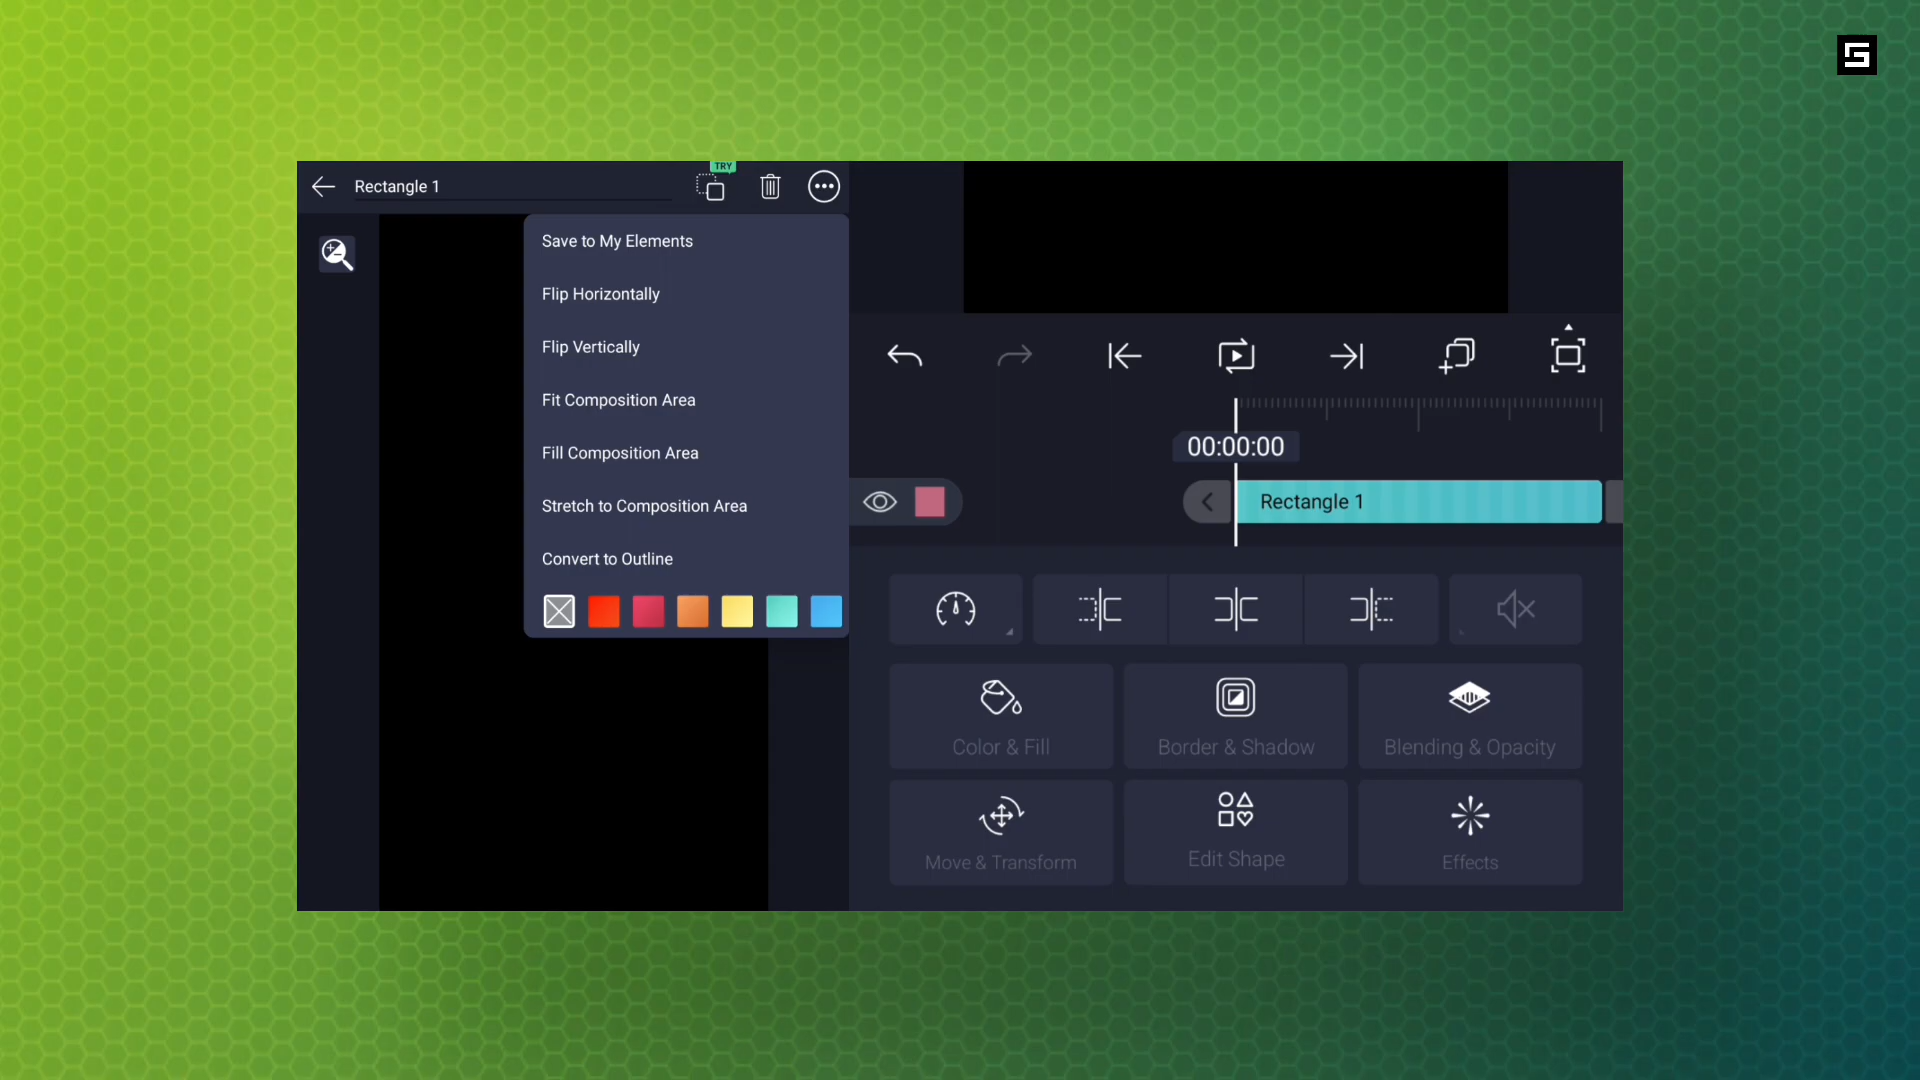 TRY
Rectangle 1
Save to My Elements
Flip Horizontally
Flip Vertically
Fit Composition Area
Fill Composition Area
Stretch to Composition Area
Convert to Outline
00:00:00
Rectangle 1
Color & Fill
Border & Shadow
Blending & Opacity
Move & Transform
Edit Shape
Effects